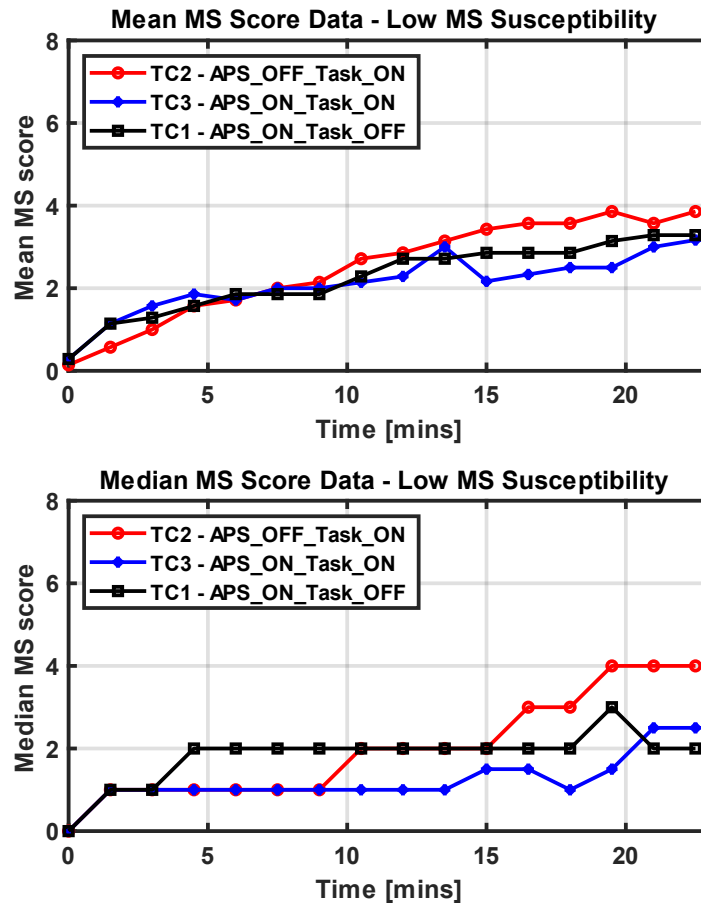 Mean MS Score Data - Low MS Susceptibility
8
6
4
2
0
Mean MS score
TC2 - APS_OFF_Task_ON
TC3 - APS_ON_Task_ON
TC1 - APS_ON_Task_OFF
0 5 10 15 20
Time [mins]
Median MS Score Data - Low MS Susceptibility
8
6
4
2
0
Median MS score
TC2 - APS_OFF_Task_ON
TC3 - APS_ON_Task_ON
TC1 - APS_ON_Task_OFF
0 5 10 15 20
Time [mins]